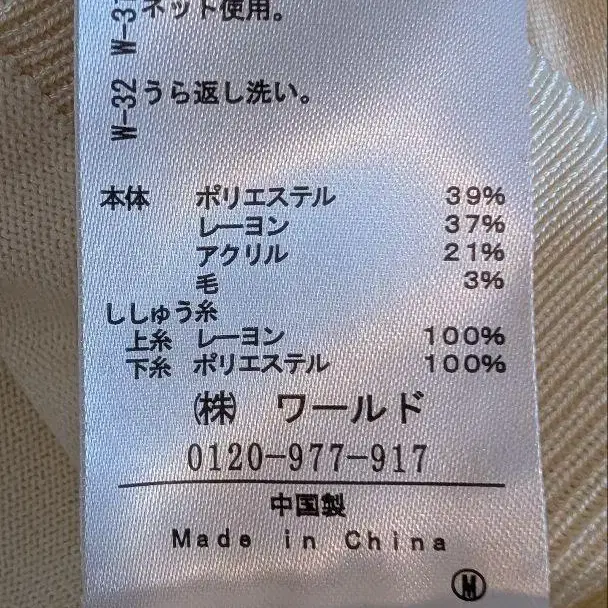 W-31 ネット使用。
W-32 うら返し洗い。
本体 ポリエステル 39%
レーヨン 37%
アクリル 21%
毛 3%
ししゅう糸
上糸 レーヨン 100%
下糸 ポリエステル 100%
㈱ ワールド
0120-977-917
中国製
Made in China
Ⓜ